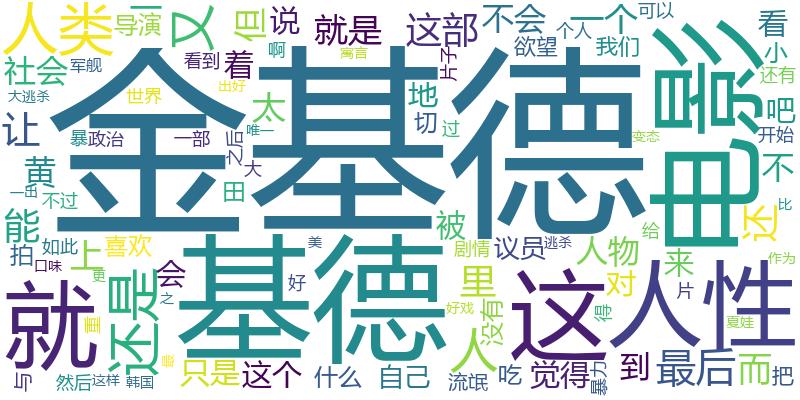 人类
导演
又
但
说
就是
这部
不会
一个
可以
看
欲望
个人
我们
小
社会
军舰
看到
着
啊
寓言
片子
还有
大逃杀
世界
出好
太
地
切
吧
让
暴
政治
一部
之后
唯一
过
变态
开始
金基德
电影
黄
一出
不过
大
田
不
比
能
拍
如此
上
喜欢
被
剧情
议员
逃杀
人物
给
来
还
口味
更
还是
会
之
美
好
基德
里
人
好戏
没有
这
对
得
人性
片
作为
夏娃
就
重
最
与
然后
这样
韩国
只是
这个
什么
自己
流氓
吃
觉得
暴力
到
最后
而
把